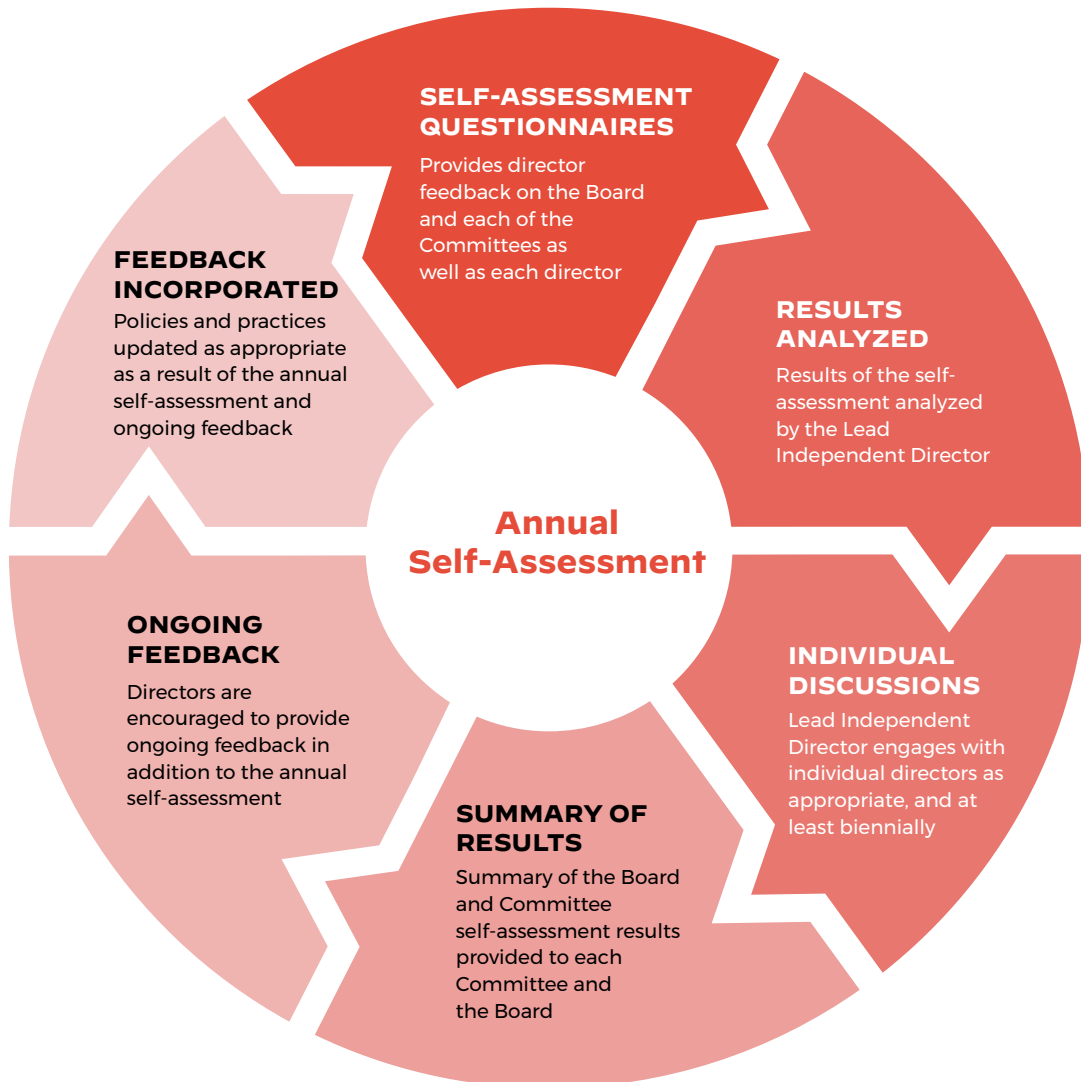 SELF-ASSESSMENT
QUESTIONNAIRES
Provides director
feedback on the Board
and each of the
Committees as
well as each director
RESULTS
ANALYZED
Results of the self-
assessment analyzed
by the Lead
Independent Director
INDIVIDUAL
DISCUSSIONS
Lead Independent
Director engages with
individual directors as
appropriate, and at
least biennially
SUMMARY OF
RESULTS
Summary of the Board
and Committee
self-assessment results
provided to each
Committee and
the Board
ONGOING
FEEDBACK
Directors are
encouraged to provide
ongoing feedback in
addition to the annual
self-assessment
FEEDBACK
INCORPORATED
Policies and practices
updated as appropriate
as a result of the annual
self-assessment and
ongoing feedback
Annual
Self-Assessment